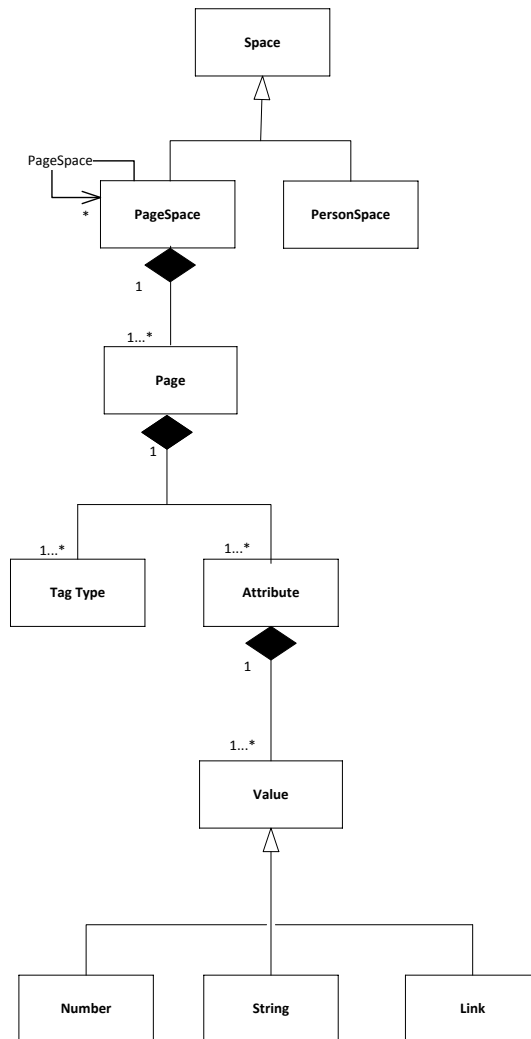 Space
PageSpace
*
PageSpace
PersonSpace
1
1...*
Page
1
1...*
1...*
Tag Type
Attribute
1
1...*
Value
Number
String
Link